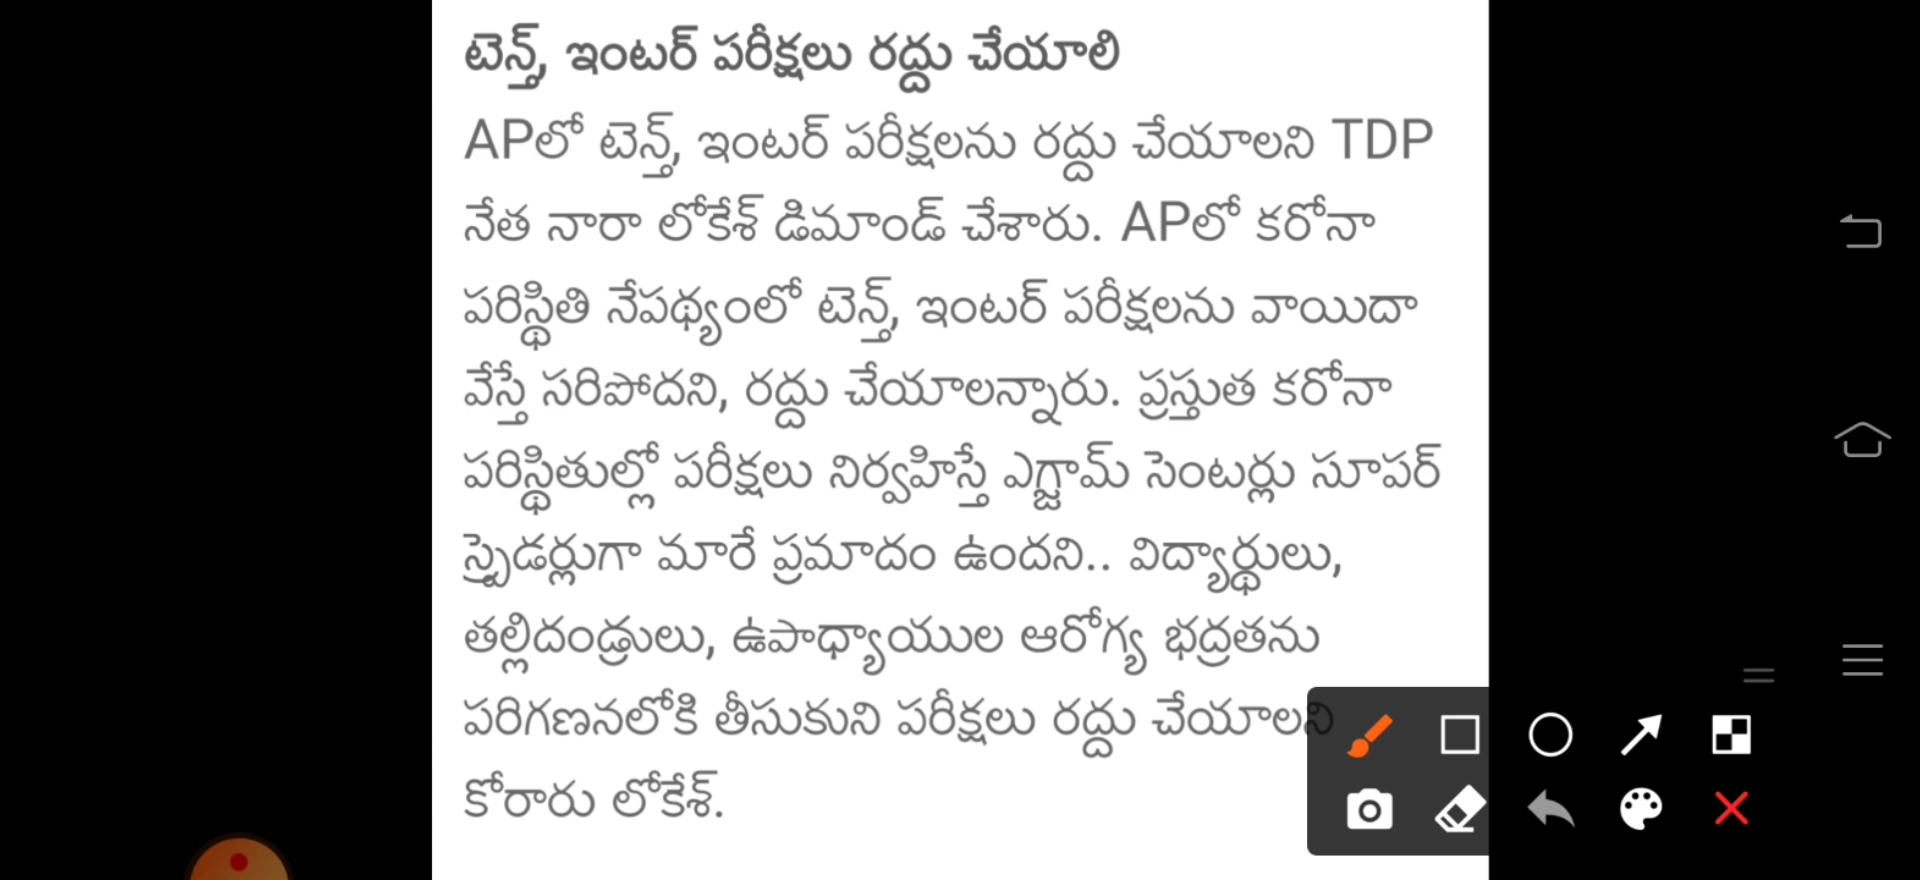 టెన్త్, ఇంటర్ పరీక్షలు రద్దు చేయాలి
APలో టెన్త్, ఇంటర్ పరీక్షలను రద్దు చేయాలని TDP
నేత నారా లోకేశ్ డిమాండ్ చేశారు. APలో కరోనా
పరిస్థితి నేపథ్యంలో టెన్త్, ఇంటర్ పరీక్షలను వాయిదా
వేస్తే సరిపోదని, రద్దు చేయాలన్నారు. ప్రస్తుత కరోనా
పరిస్థితుల్లో పరీక్షలు నిర్వహిస్తే ఎగ్జామ్ సెంటర్లు సూపర్
స్ప్రెడర్లుగా మారే ప్రమాదం ఉందని.. విద్యార్థులు,
తల్లిదండ్రులు, ఉపాధ్యాయుల ఆరోగ్య భద్రతను
పరిగణనలోకి తీసుకుని పరీక్షలు రద్దు చేయాలని
కోరారు లోకేశ్.